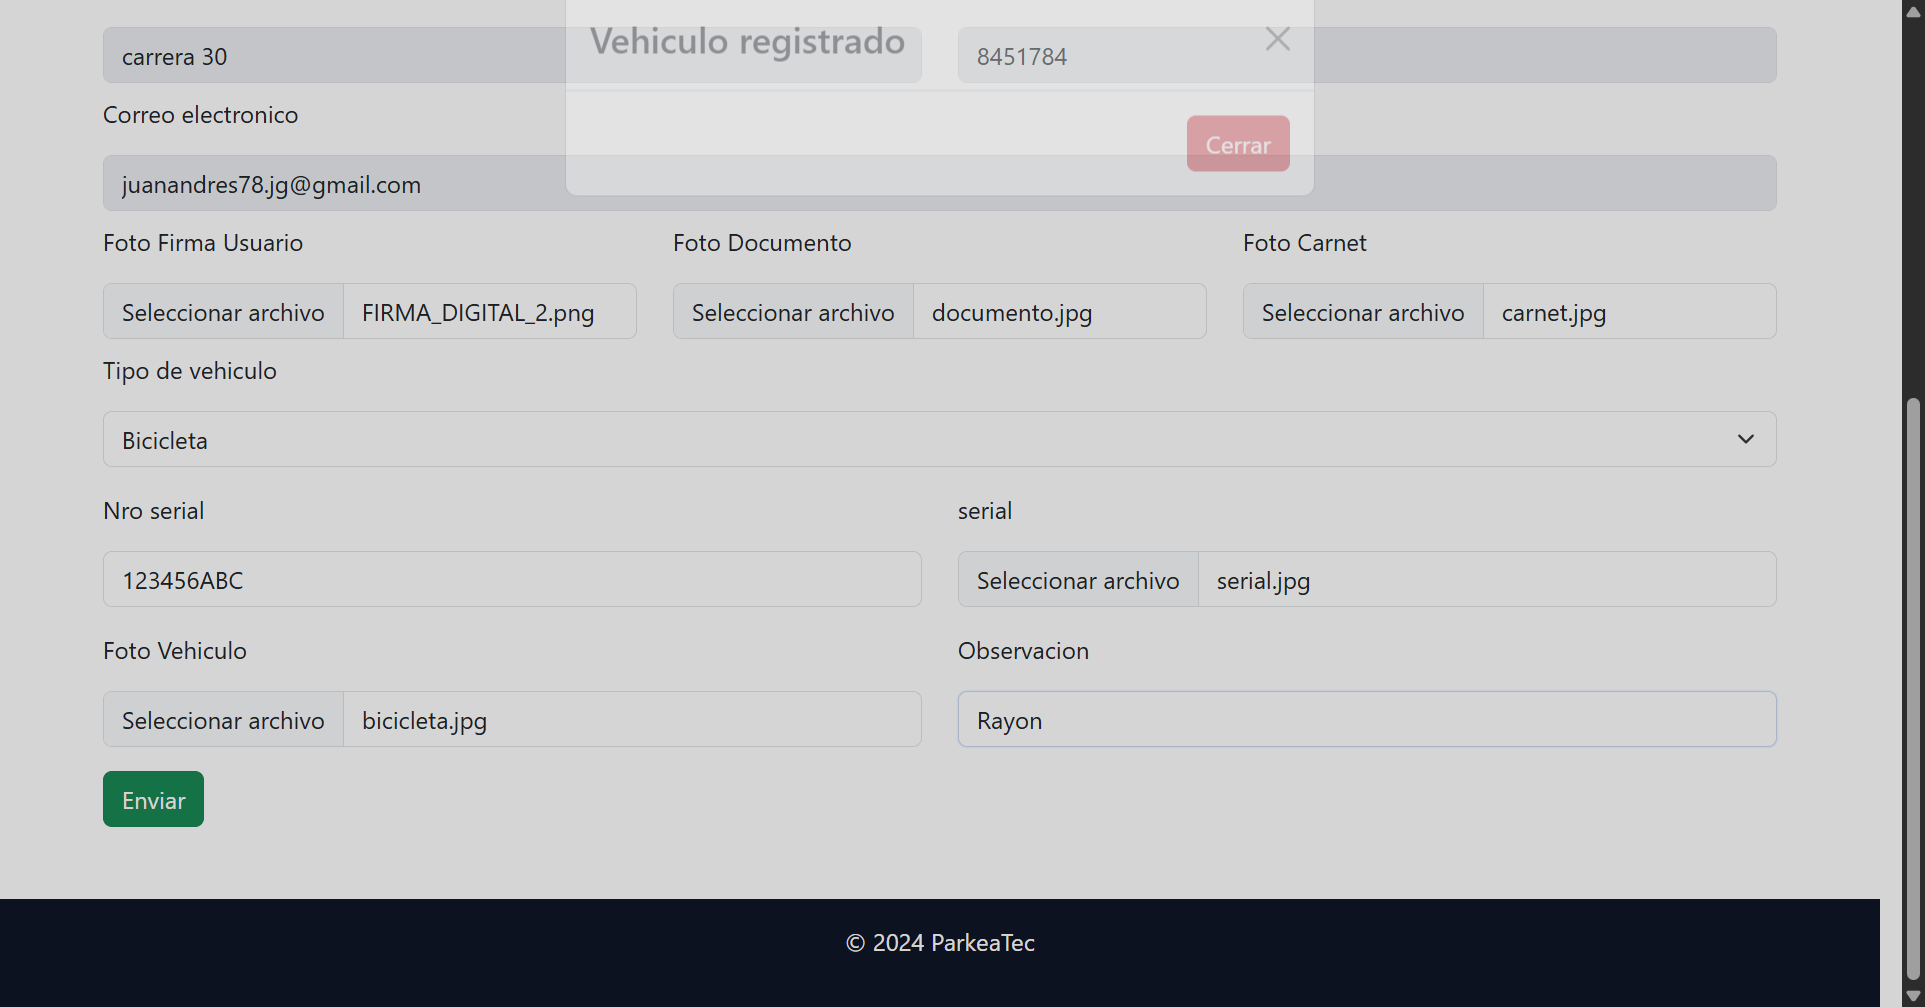 Vehiculo registrado
carrera 30
8451784
Correo electronico
Cerrar
juanandres78.jg@gmail.com
Foto Firma Usuario
Foto Documento
Foto Carnet
Seleccionar archivo FIRMA_DIGITAL_2.png
Seleccionar archivo documento.jpg
Seleccionar archivo carnet.jpg
Tipo de vehiculo
Bicicleta
Nro serial
serial
123456ABC
Seleccionar archivo serial.jpg
Foto Vehiculo
Observacion
Seleccionar archivo bicicleta.jpg
Rayon
Enviar
© 2024 ParkeaTec